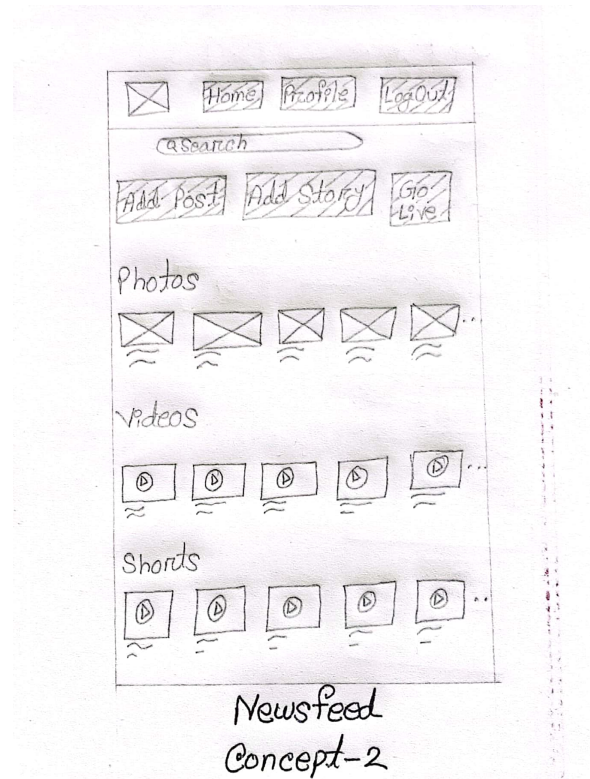 Home Profile LogOut
Search
Add Post Add Story Go Live
Photos
Videos
Shorts
Newsfeed
Concept-2